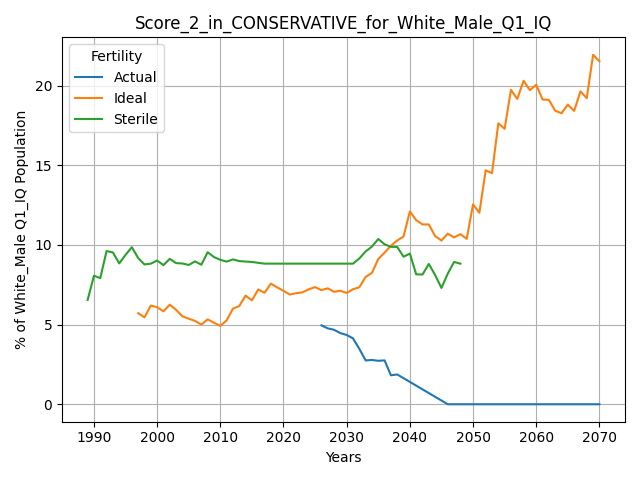 Score_2_in_CONSERVATIVE_for_White_Male_Q1_IQ
Fertility
Actual
Ideal
Sterile
% of White_Male Q1_IQ Population
20
15
10
5
0
1990 2000 2010 2020 2030 2040 2050 2060 2070
Years